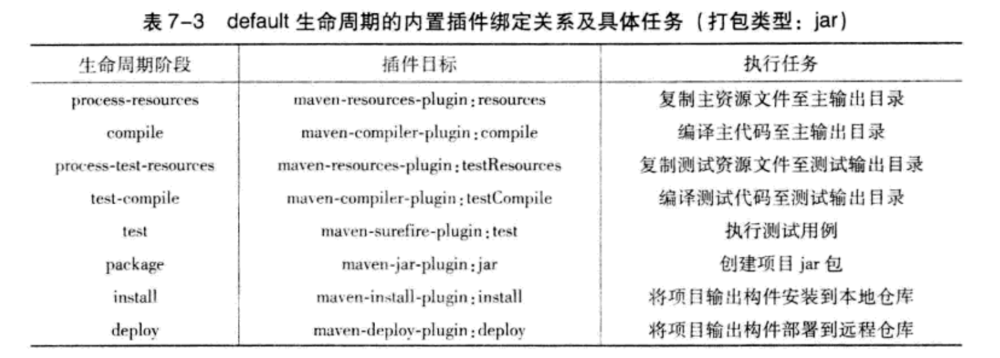 表 7-3 default 生命周期的内置插件绑定关系及具体任务（打包类型：jar）
生命周期阶段 插件目标 执行任务
process-resources maven-resources-plugin:resources 复制主资源文件至主输出目录
compile maven-compiler-plugin:compile 编译主代码至主输出目录
process-test-resources maven-resources-plugin:testResources 复制测试资源文件至测试输出目录
test-compile maven-compiler-plugin:testCompile 编译测试代码至测试输出目录
test maven-surefire-plugin:test 执行测试用例
package maven-jar-plugin:jar 创建项目 jar 包
install maven-install-plugin:install 将项目输出构件安装到本地仓库
deploy maven-deploy-plugin:deploy 将项目输出构件部署到远程仓库